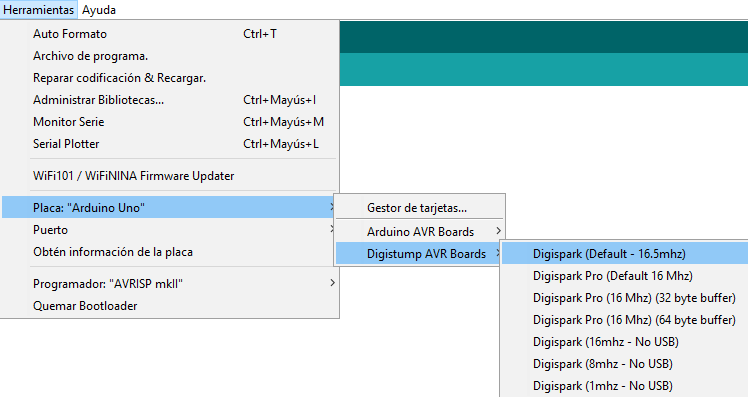 Herramientas Ayuda
Auto Formato Ctrl+T
Archivo de programa.
Reparar codificación & Recargar.
Administrar Bibliotecas... Ctrl+Mayús+I
Monitor Serie Ctrl+Mayús+M
Serial Plotter Ctrl+Mayús+L
WiFi101 / WiFiNINA Firmware Updater
Placa: "Arduino Uno"
Puerto
Obtén información de la placa
Programador: "AVRISP mkII"
Quemar Bootloader
Gestor de tarjetas...
Arduino AVR Boards
Digistump AVR Boards
Digispark (Default - 16.5mhz)
Digispark Pro (Default 16 Mhz)
Digispark Pro (16 Mhz) (32 byte buffer)
Digispark Pro (16 Mhz) (64 byte buffer)
Digispark (16mhz - No USB)
Digispark (8mhz - No USB)
Digispark (1mhz - No USB)